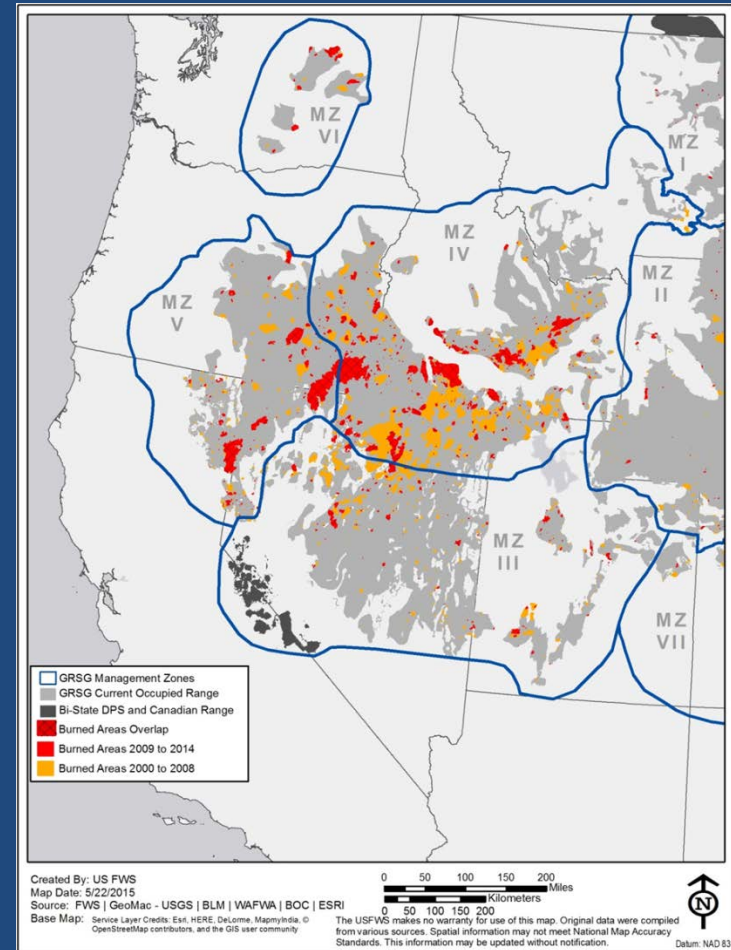 MZ
VI
MZ
I
MZ
IV
MZ
II
MZ
V
MZ
III
MZ
VII
GRSG Management Zones
GRSG Current Occupied Range
Bi-State DPS and Canadian Range
Burned Areas Overlap
Burned Areas 2009 to 2014
Burned Areas 2000 to 2008
Created By: US FWS
Map Date: 5/22/2015
Source: FWS | GeoMac - USGS | BLM | WAFWA | BOC | ESRI
Base Map: Service Layer Credits: Esri, HERE, DeLorme, MapmyIndia, ©
OpenStreetMap contributors, and the GIS user community
0 50 100 150 200
Miles
Kilometers
0 50 100 150 200
The USFWS makes no warranty for use of this map. Original data were compiled
from various sources. Spatial information may not meet National Map Accuracy
Standards. This information may be updated without notification.
N
Datum: NAD 83